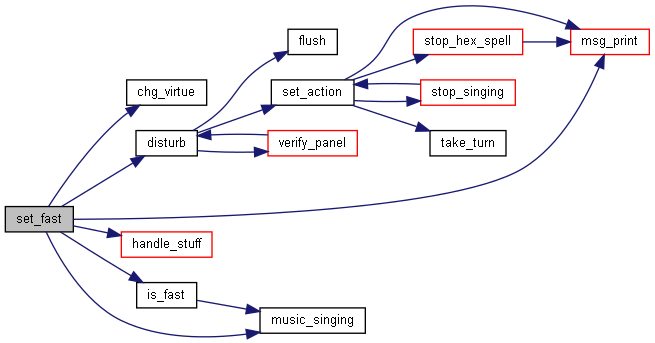 flush
stop_hex_spell
msg_print
chg_virtue
set_action
stop_singing
disturb
verify_panel
take_turn
set_fast
handle_stuff
is_fast
music_singing